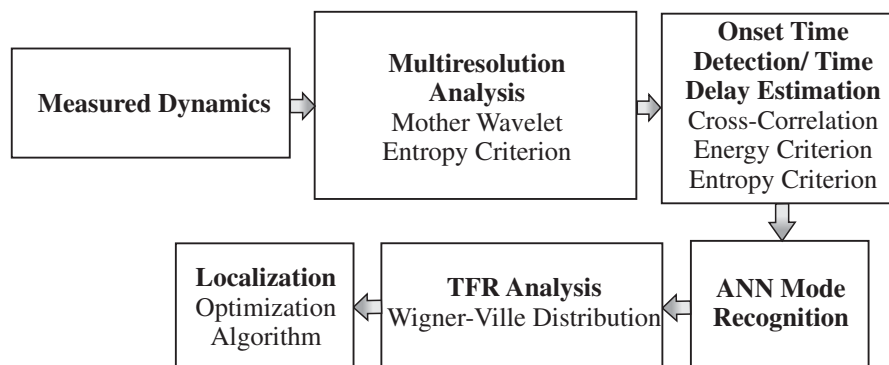 Measured Dynamics
Multiresolution
Analysis
Mother Wavelet
Entropy Criterion
Onset Time
Detection/ Time
Delay Estimation
Cross-Correlation
Energy Criterion
Entropy Criterion
ANN Mode
Recognition
TFR Analysis
Wigner-Ville Distribution
Localization
Optimization
Algorithm